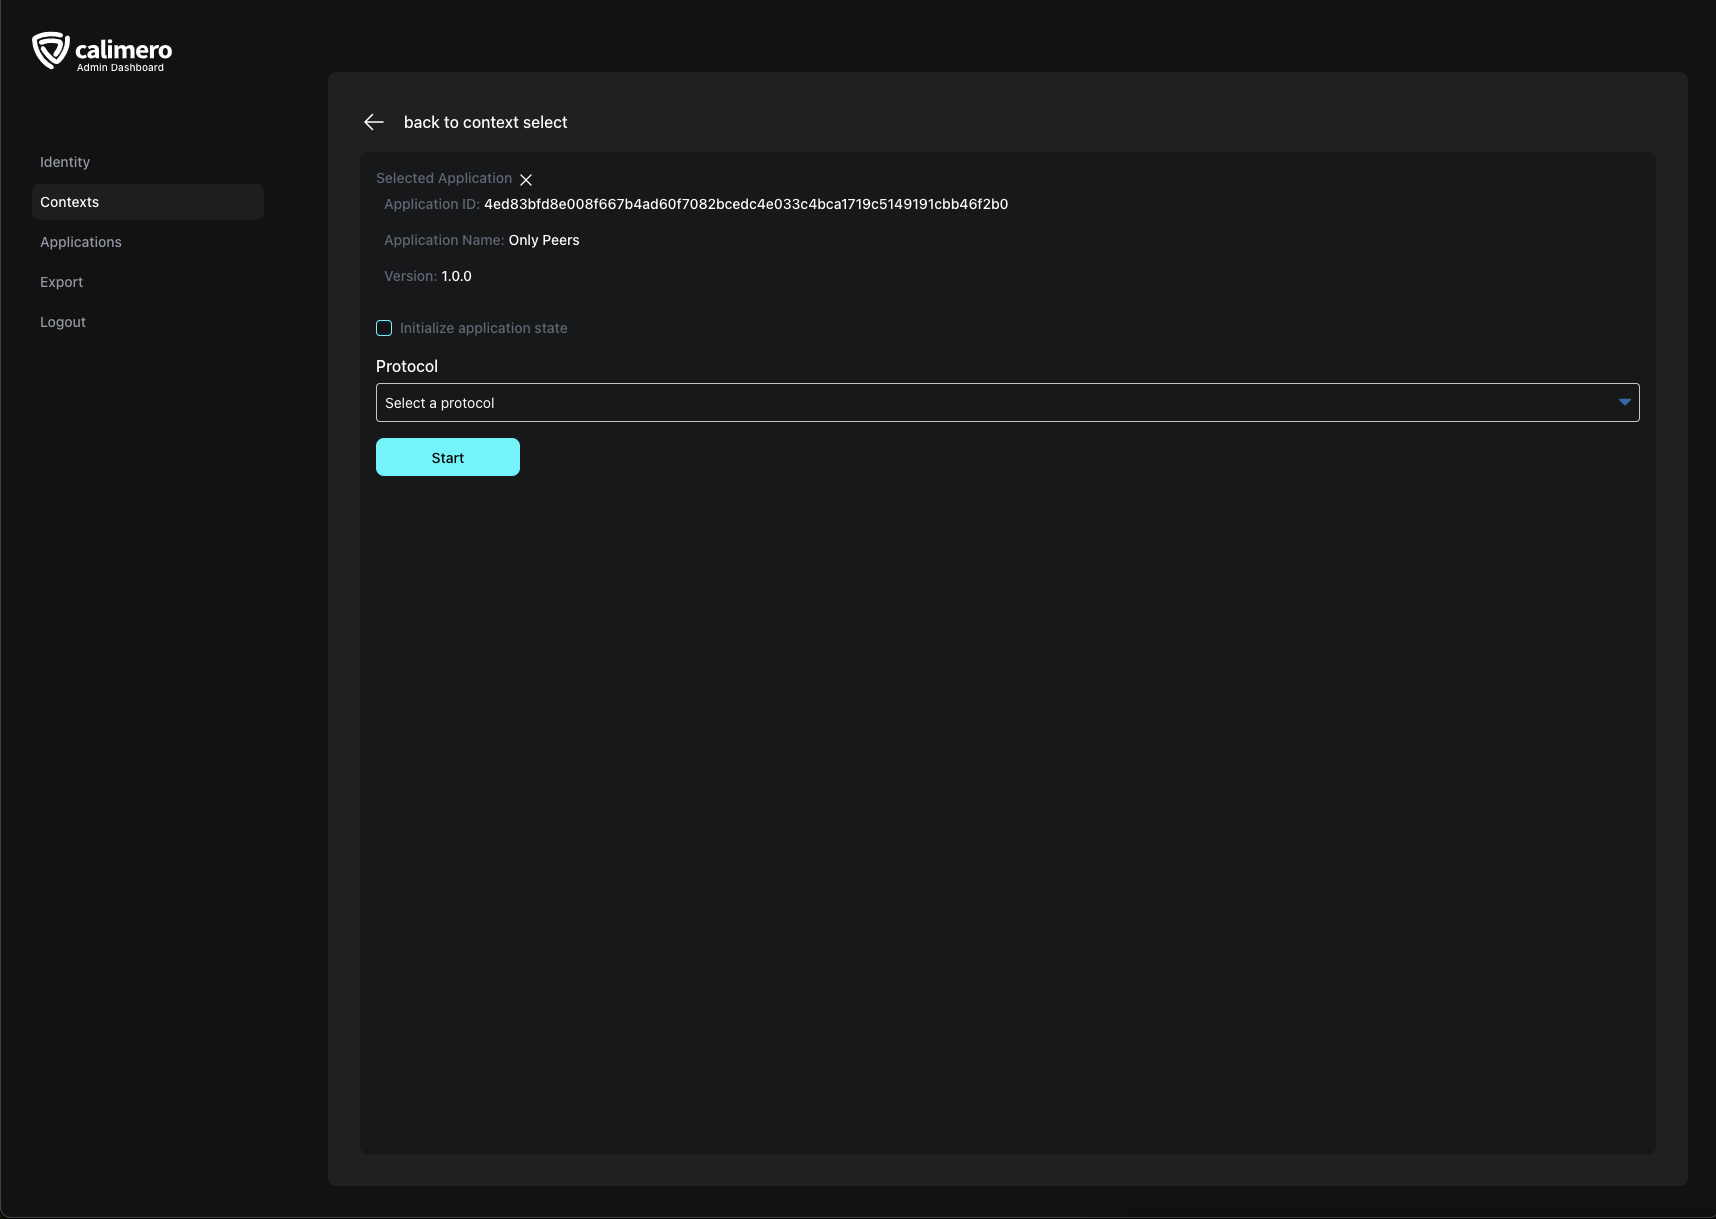 calimero
Admin Dashboard
Identity
Contexts
Applications
Export
Logout
back to context select
Selected Application
Application ID: 4ed83bfd8e008f667b4ad60f7082bcedc4e033c4bca1719c5149191cbb46f2b0
Application Name: Only Peers
Version: 1.0.0
Initialize application state
Protocol
Select a protocol
Start